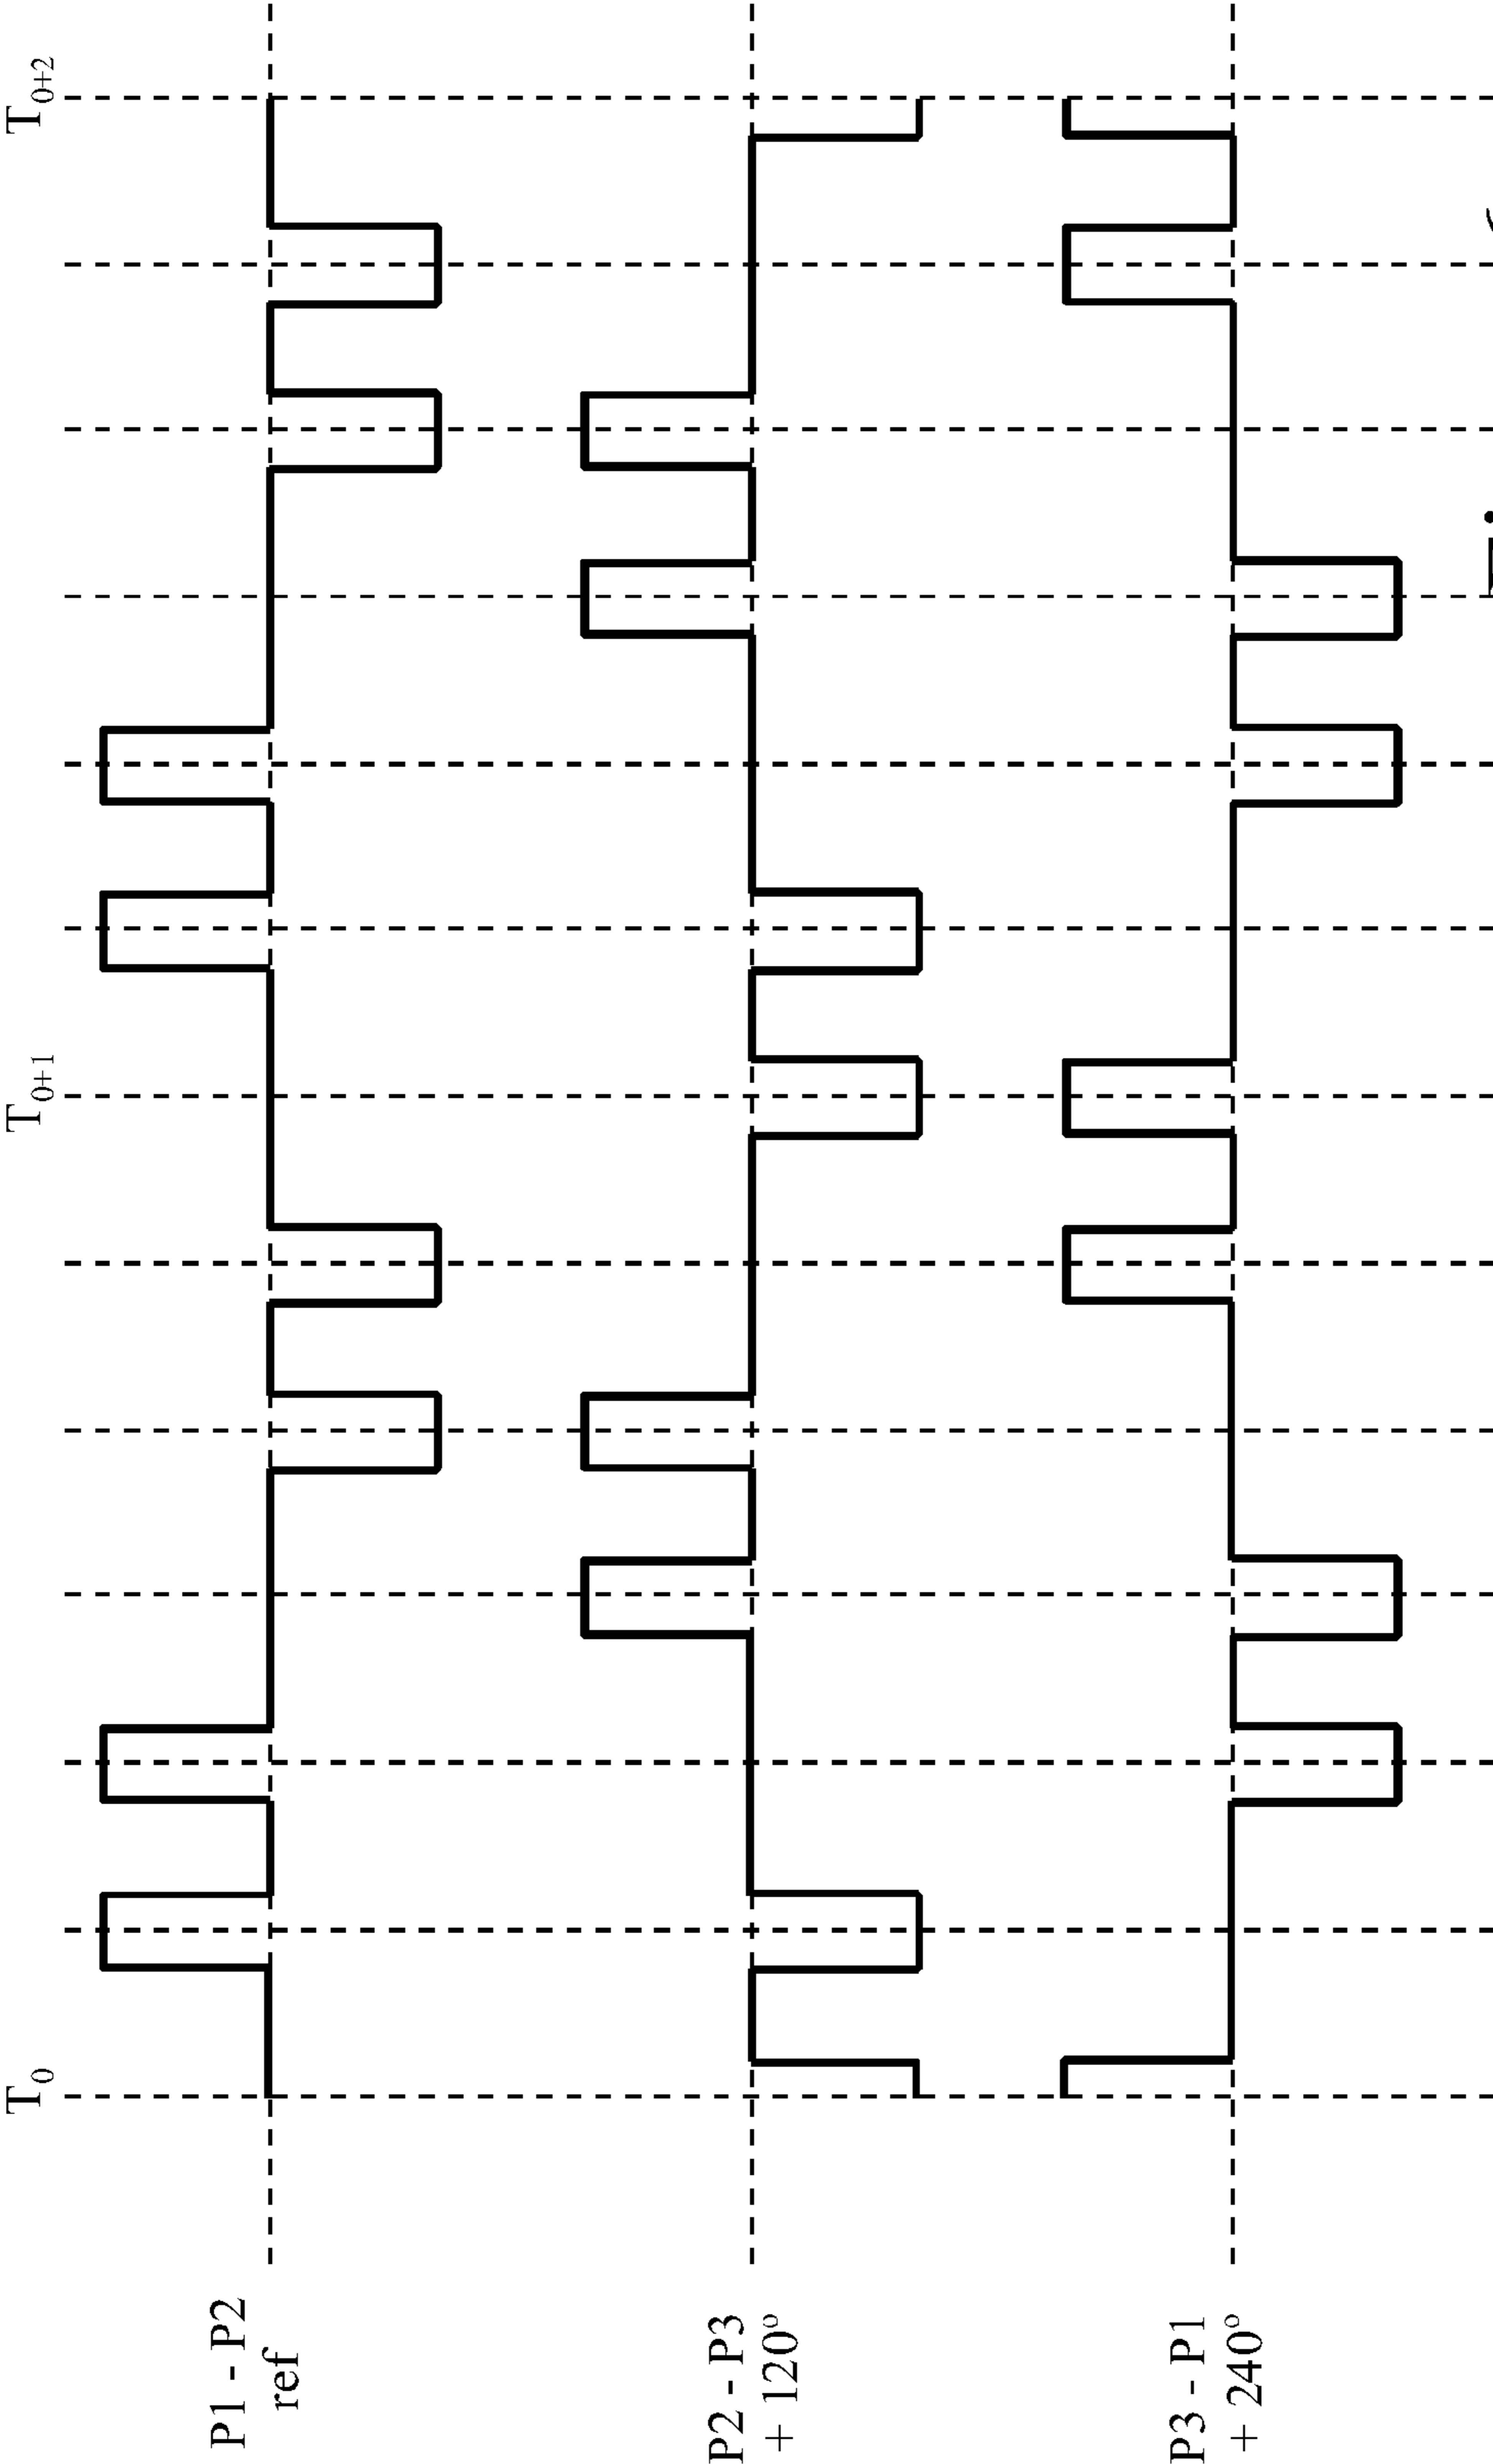 T0
T0+1
T0+2
P1 - P2
ref
P2 - P3
+ 120°
P3 - P1
+ 240°